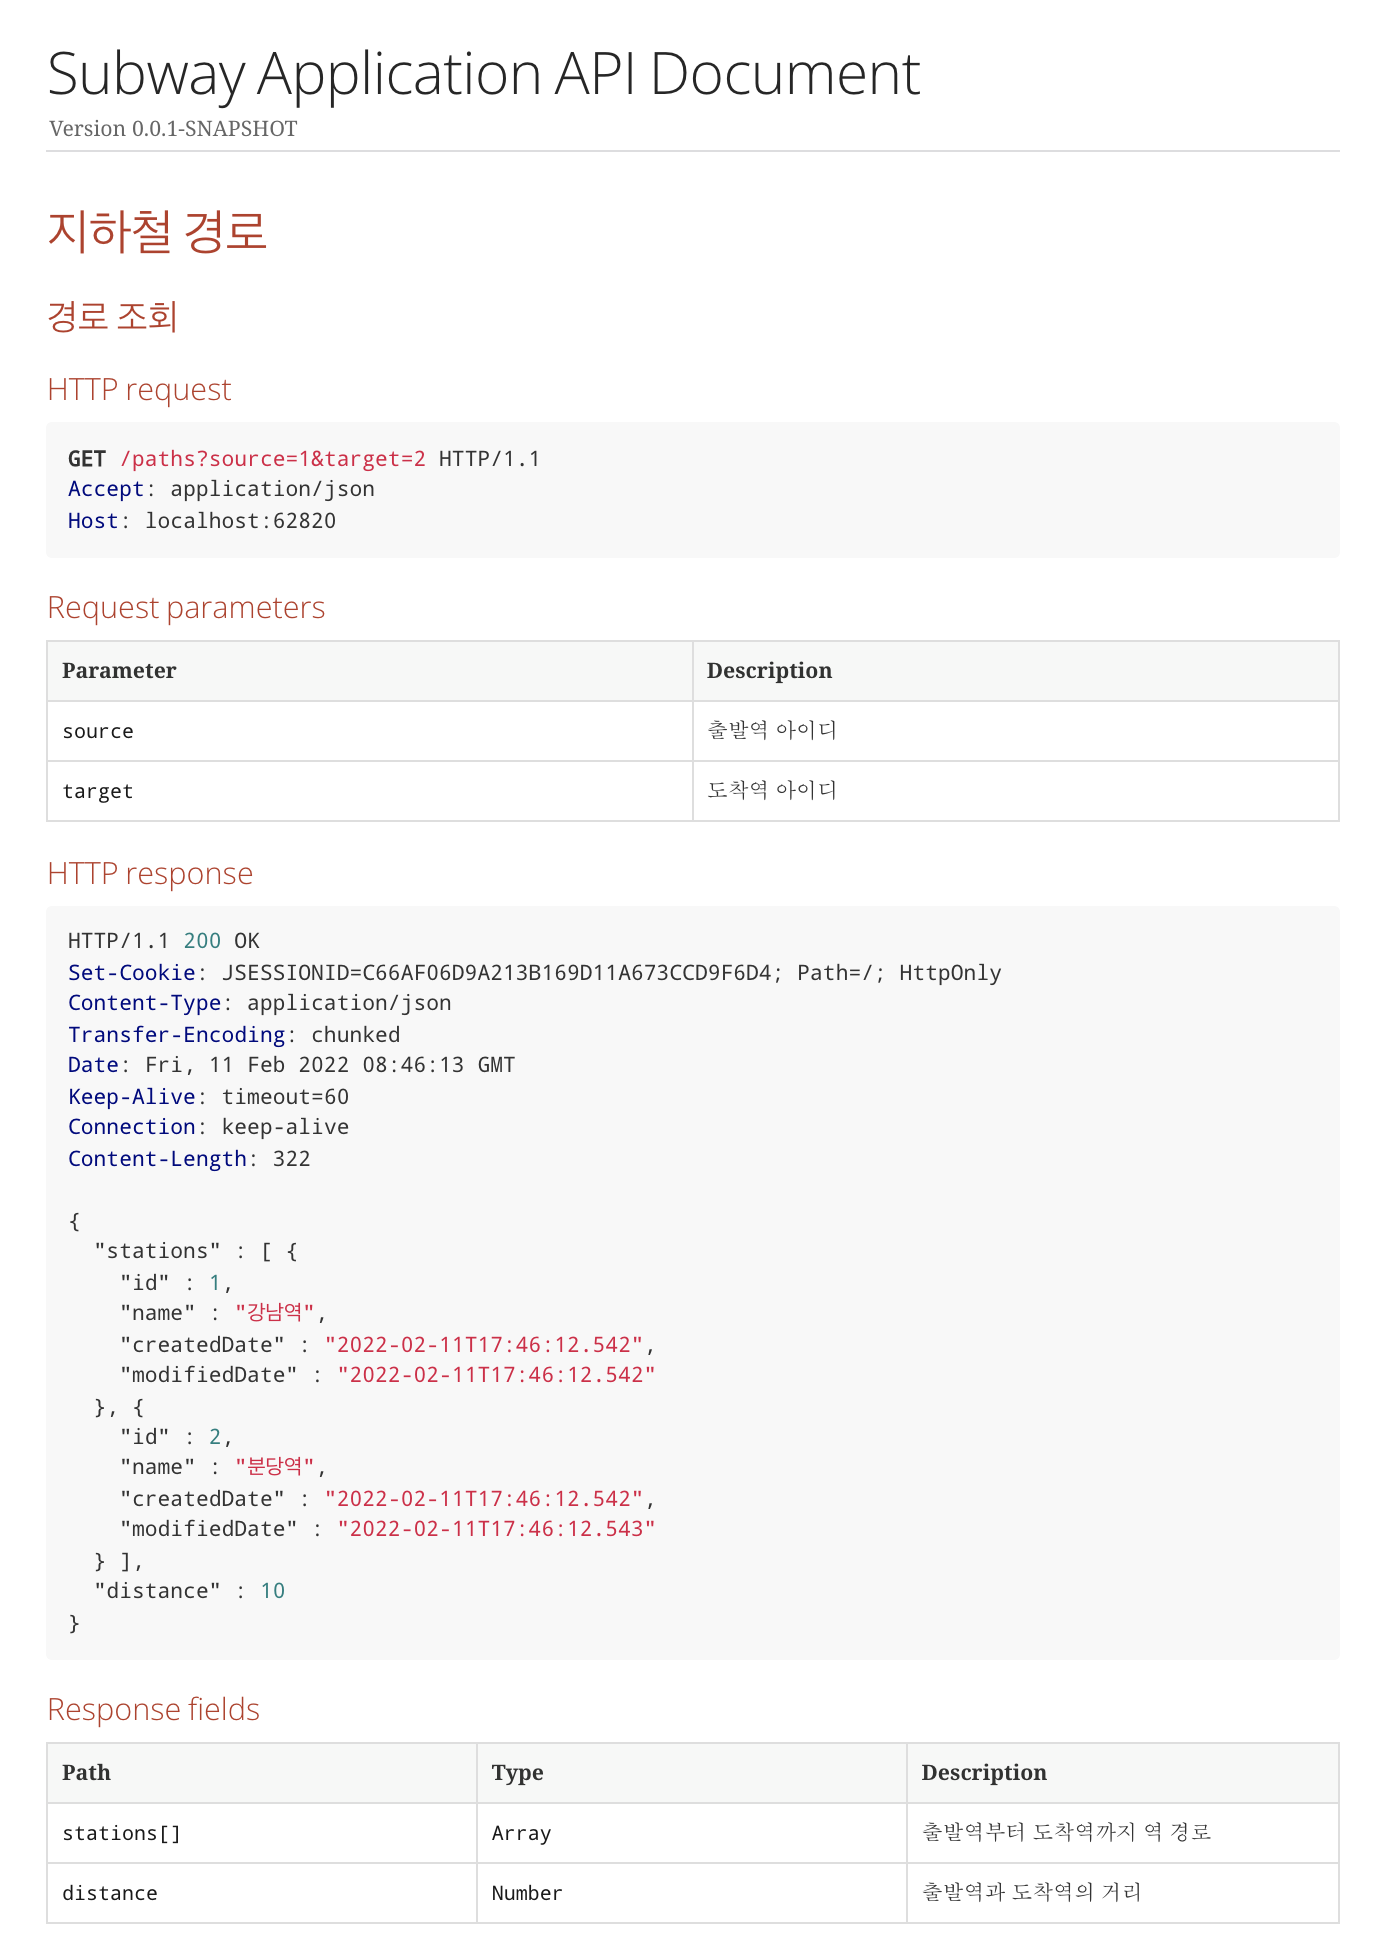 Subway Application API Document
Version 0.0.1-SNAPSHOT
지하철 경로
경로 조회
HTTP request
GET /paths?source=1&target=2 HTTP/1.1
Accept: application/json
Host: localhost:62820
Request parameters
Parameter Description
source 출발역 아이디
target 도착역 아이디
HTTP response
HTTP/1.1 200 OK
Set-Cookie: JSESSIONID=C66AF06D9A213B169D11A673CCD9F6D4; Path=/; HttpOnly
Content-Type: application/json
Transfer-Encoding: chunked
Date: Fri, 11 Feb 2022 08:46:13 GMT
Keep-Alive: timeout=60
Connection: keep-alive
Content-Length: 322
{
  "stations" : [ {
    "id" : 1,
    "name" : "강남역",
    "createdDate" : "2022-02-11T17:46:12.542",
    "modifiedDate" : "2022-02-11T17:46:12.542"
  }, {
    "id" : 2,
    "name" : "분당역",
    "createdDate" : "2022-02-11T17:46:12.542",
    "modifiedDate" : "2022-02-11T17:46:12.543"
  } ],
  "distance" : 10
}
Response fields
Path Type Description
stations[] Array 출발역부터 도착역까지 역 경로
distance Number 출발역과 도착역의 거리